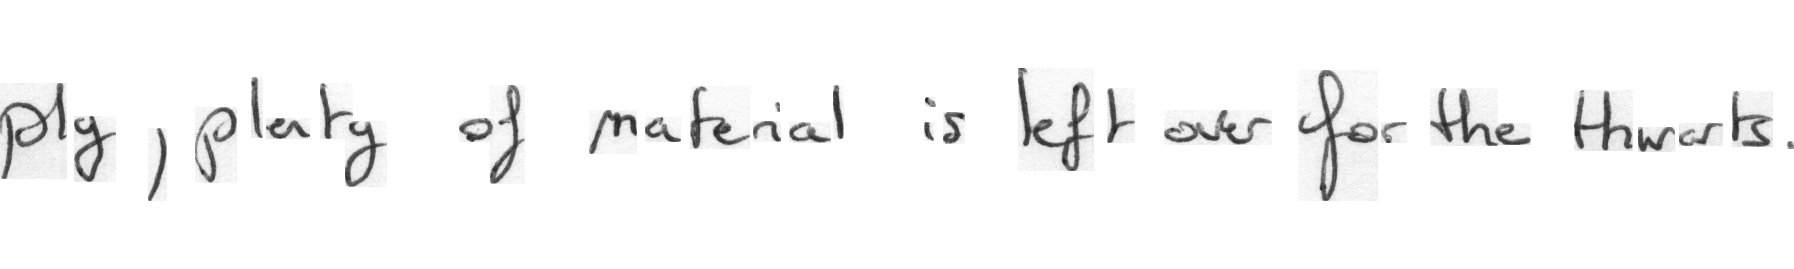 ply, plenty of material is left over for the thwarts.